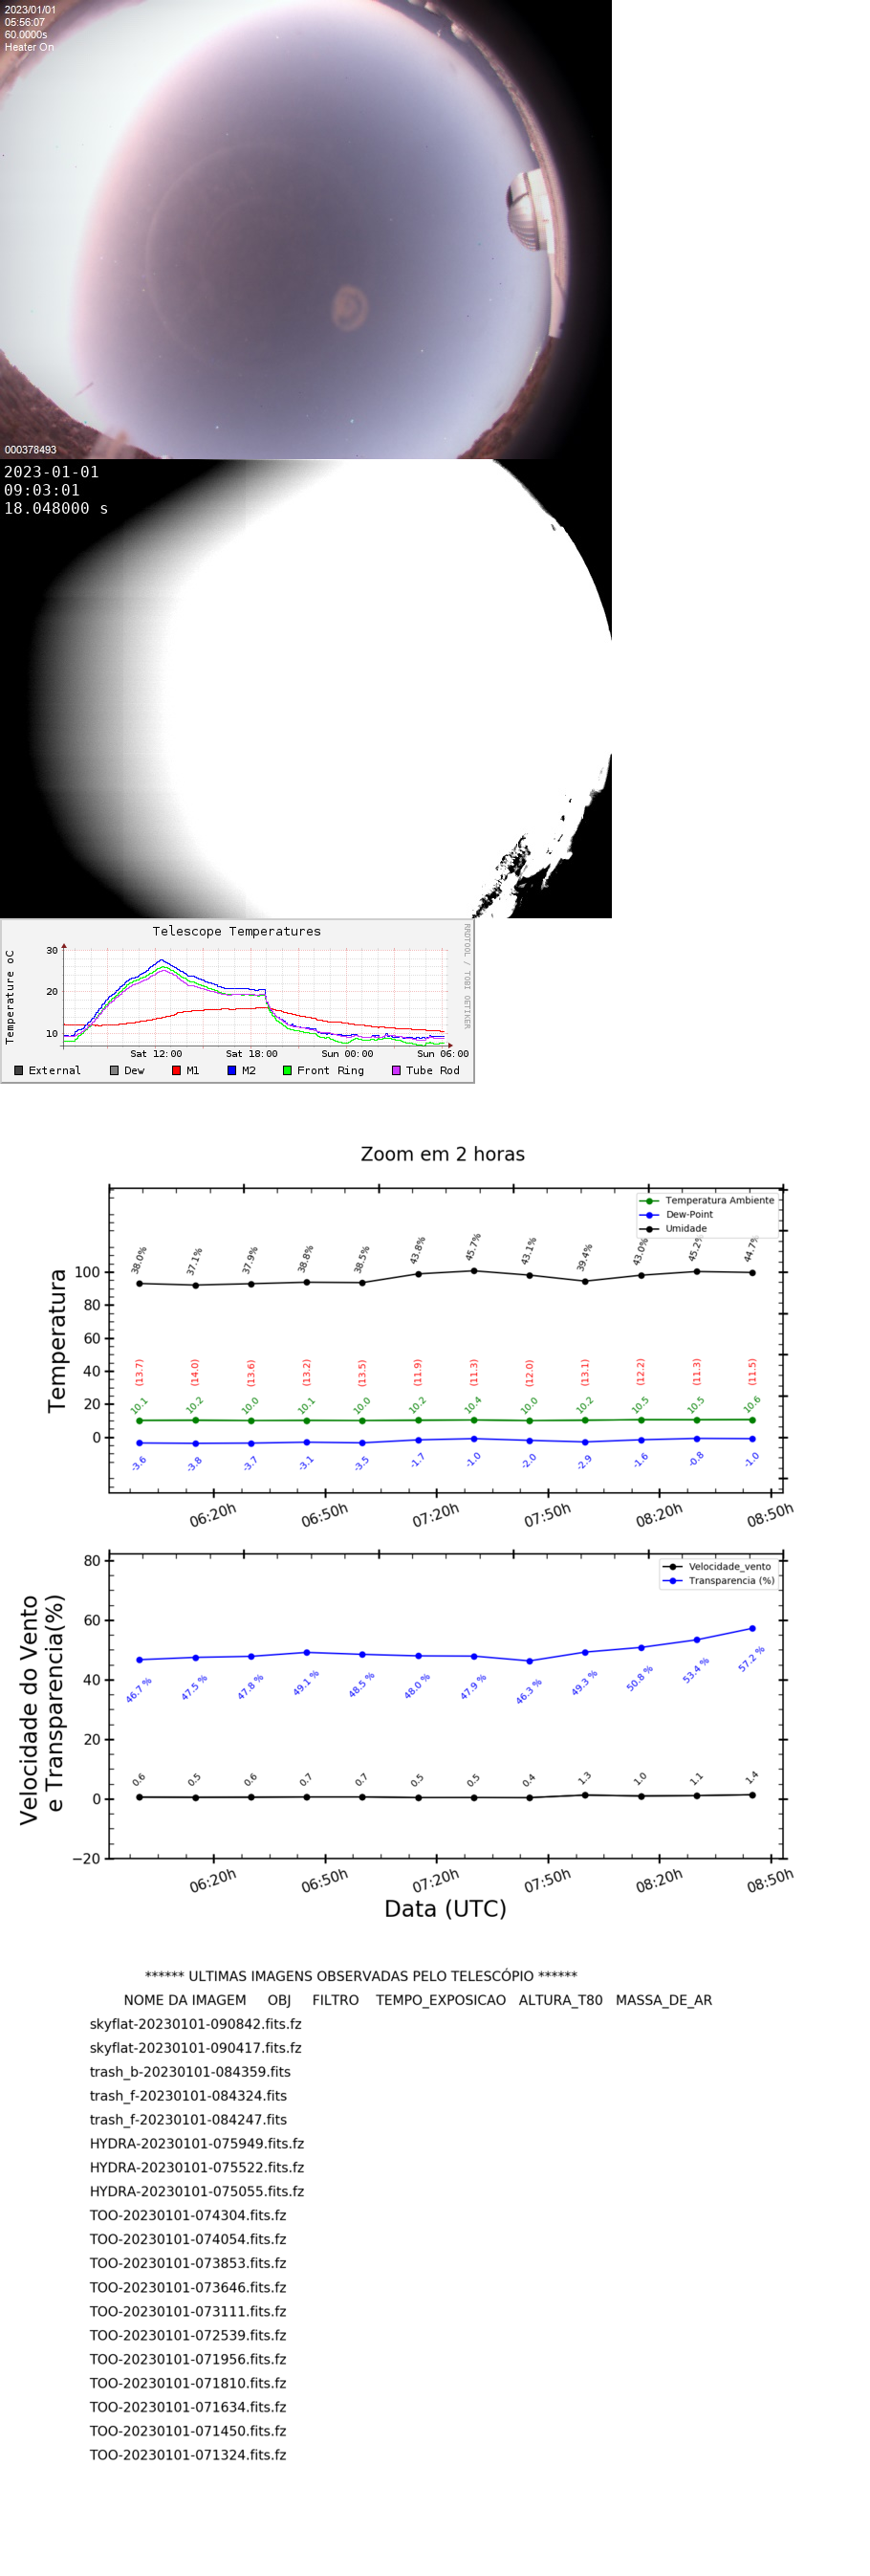 2023/01/01
05:56:07
60.0000s
Heater On
000378493
2023-01-01
09:03:01
18.048000 s
Telescope Temperatures
RRDTOOL / TOBI OETIKER
Temperature oC
30
20
10
Sat 12:00 Sat 18:00 Sun 00:00 Sun 06:00
External Dew M1 M2 Front Ring Tube Rod
Zoom em 2 horas
Temperatura Ambiente
Dew-Point
Umidade
Temperatura
100
80
60
40
20
0
38.0% 37.1% 37.9% 38.8% 38.5% 43.8% 45.7% 43.1% 39.4% 43.0% 45.2% 44.7%
(13.7) (14.0) (13.6) (13.2) (13.5) (11.9) (11.3) (12.0) (13.1) (12.2) (11.3) (11.5)
10.1 10.2 10.0 10.1 10.0 10.2 10.4 10.0 10.2 10.5 10.5 10.6
-3.6 -3.8 -3.7 -3.1 -3.5 -1.7 -1.0 -2.0 -2.9 -1.6 -0.8 -1.0
06:20h 06:50h 07:20h 07:50h 08:20h 08:50h
Velocidade_vento
Transparencia (%)
Velocidade do Vento
e Transparencia(%)
80
60
40
20
0
−20
46.7 % 47.5 % 47.8 % 49.1 % 48.5 % 48.0 % 47.9 % 46.3 % 49.3 % 50.8 % 53.4 % 57.2 %
0.6 0.5 0.6 0.7 0.7 0.5 0.5 0.4 1.3 1.0 1.1 1.4
06:20h 06:50h 07:20h 07:50h 08:20h 08:50h
Data (UTC)
****** ULTIMAS IMAGENS OBSERVADAS PELO TELESCÓPIO ******
NOME DA IMAGEM OBJ FILTRO TEMPO_EXPOSICAO ALTURA_T80 MASSA_DE_AR
skyflat-20230101-090842.fits.fz
skyflat-20230101-090417.fits.fz
trash_b-20230101-084359.fits
trash_f-20230101-084324.fits
trash_f-20230101-084247.fits
HYDRA-20230101-075949.fits.fz
HYDRA-20230101-075522.fits.fz
HYDRA-20230101-075055.fits.fz
TOO-20230101-074304.fits.fz
TOO-20230101-074054.fits.fz
TOO-20230101-073853.fits.fz
TOO-20230101-073646.fits.fz
TOO-20230101-073111.fits.fz
TOO-20230101-072539.fits.fz
TOO-20230101-071956.fits.fz
TOO-20230101-071810.fits.fz
TOO-20230101-071634.fits.fz
TOO-20230101-071450.fits.fz
TOO-20230101-071324.fits.fz